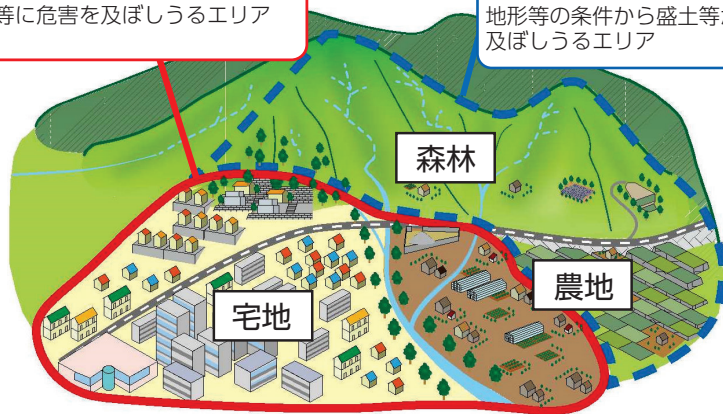 等に危害を及ぼしうるエリア
地形等の条件から盛土等が
及ぼしうるエリア
森林
農地
宅地